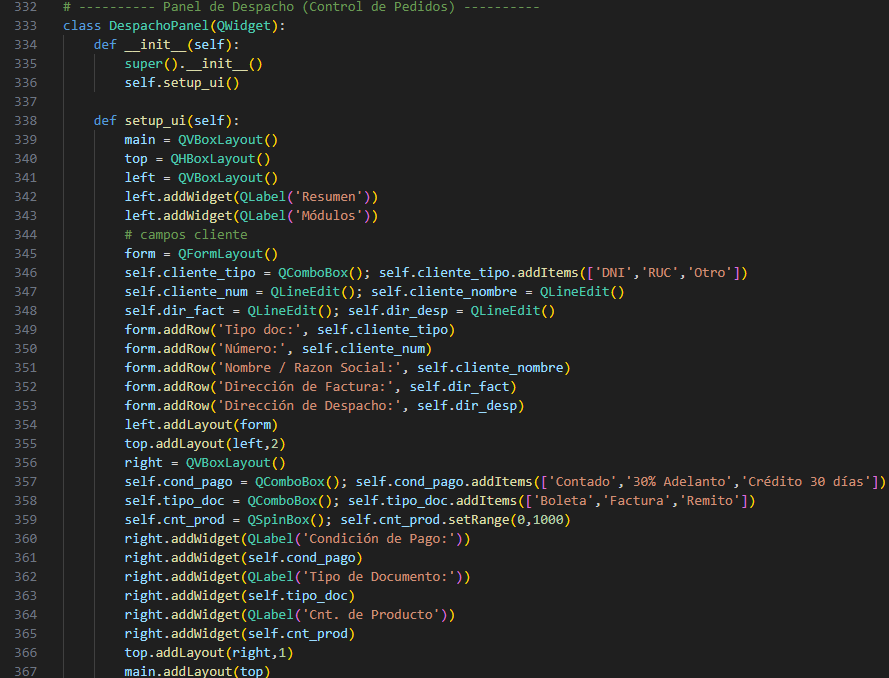 332 # ---------- Panel de Despacho (Control de Pedidos) ----------
333 class DespachoPanel(QWidget):
334     def __init__(self):
335         super().__init__()
336         self.setup_ui()
337
338     def setup_ui(self):
339         main = QVBoxLayout()
340         top = QHBoxLayout()
341         left = QVBoxLayout()
342         left.addWidget(QLabel('Resumen'))
343         left.addWidget(QLabel('Módulos'))
344         # campos cliente
345         form = QFormLayout()
346         self.cliente_tipo = QComboBox(); self.cliente_tipo.addItems(['DNI','RUC','Otro'])
347         self.cliente_num = QLineEdit(); self.cliente_nombre = QLineEdit()
348         self.dir_fact = QLineEdit(); self.dir_desp = QLineEdit()
349         form.addRow('Tipo doc:', self.cliente_tipo)
350         form.addRow('Número:', self.cliente_num)
351         form.addRow('Nombre / Razon Social:', self.cliente_nombre)
352         form.addRow('Dirección de Factura:', self.dir_fact)
353         form.addRow('Dirección de Despacho:', self.dir_desp)
354         left.addLayout(form)
355         top.addLayout(left,2)
356         right = QVBoxLayout()
357         self.cond_pago = QComboBox(); self.cond_pago.addItems(['Contado','30% Adelanto','Crédito 30 días'])
358         self.tipo_doc = QComboBox(); self.tipo_doc.addItems(['Boleta','Factura','Remito'])
359         self.cnt_prod = QSpinBox(); self.cnt_prod.setRange(0,1000)
360         right.addWidget(QLabel('Condición de Pago:'))
361         right.addWidget(self.cond_pago)
362         right.addWidget(QLabel('Tipo de Documento:'))
363         right.addWidget(self.tipo_doc)
364         right.addWidget(QLabel('Cnt. de Producto'))
365         right.addWidget(self.cnt_prod)
366         top.addLayout(right,1)
367         main.addLayout(top)